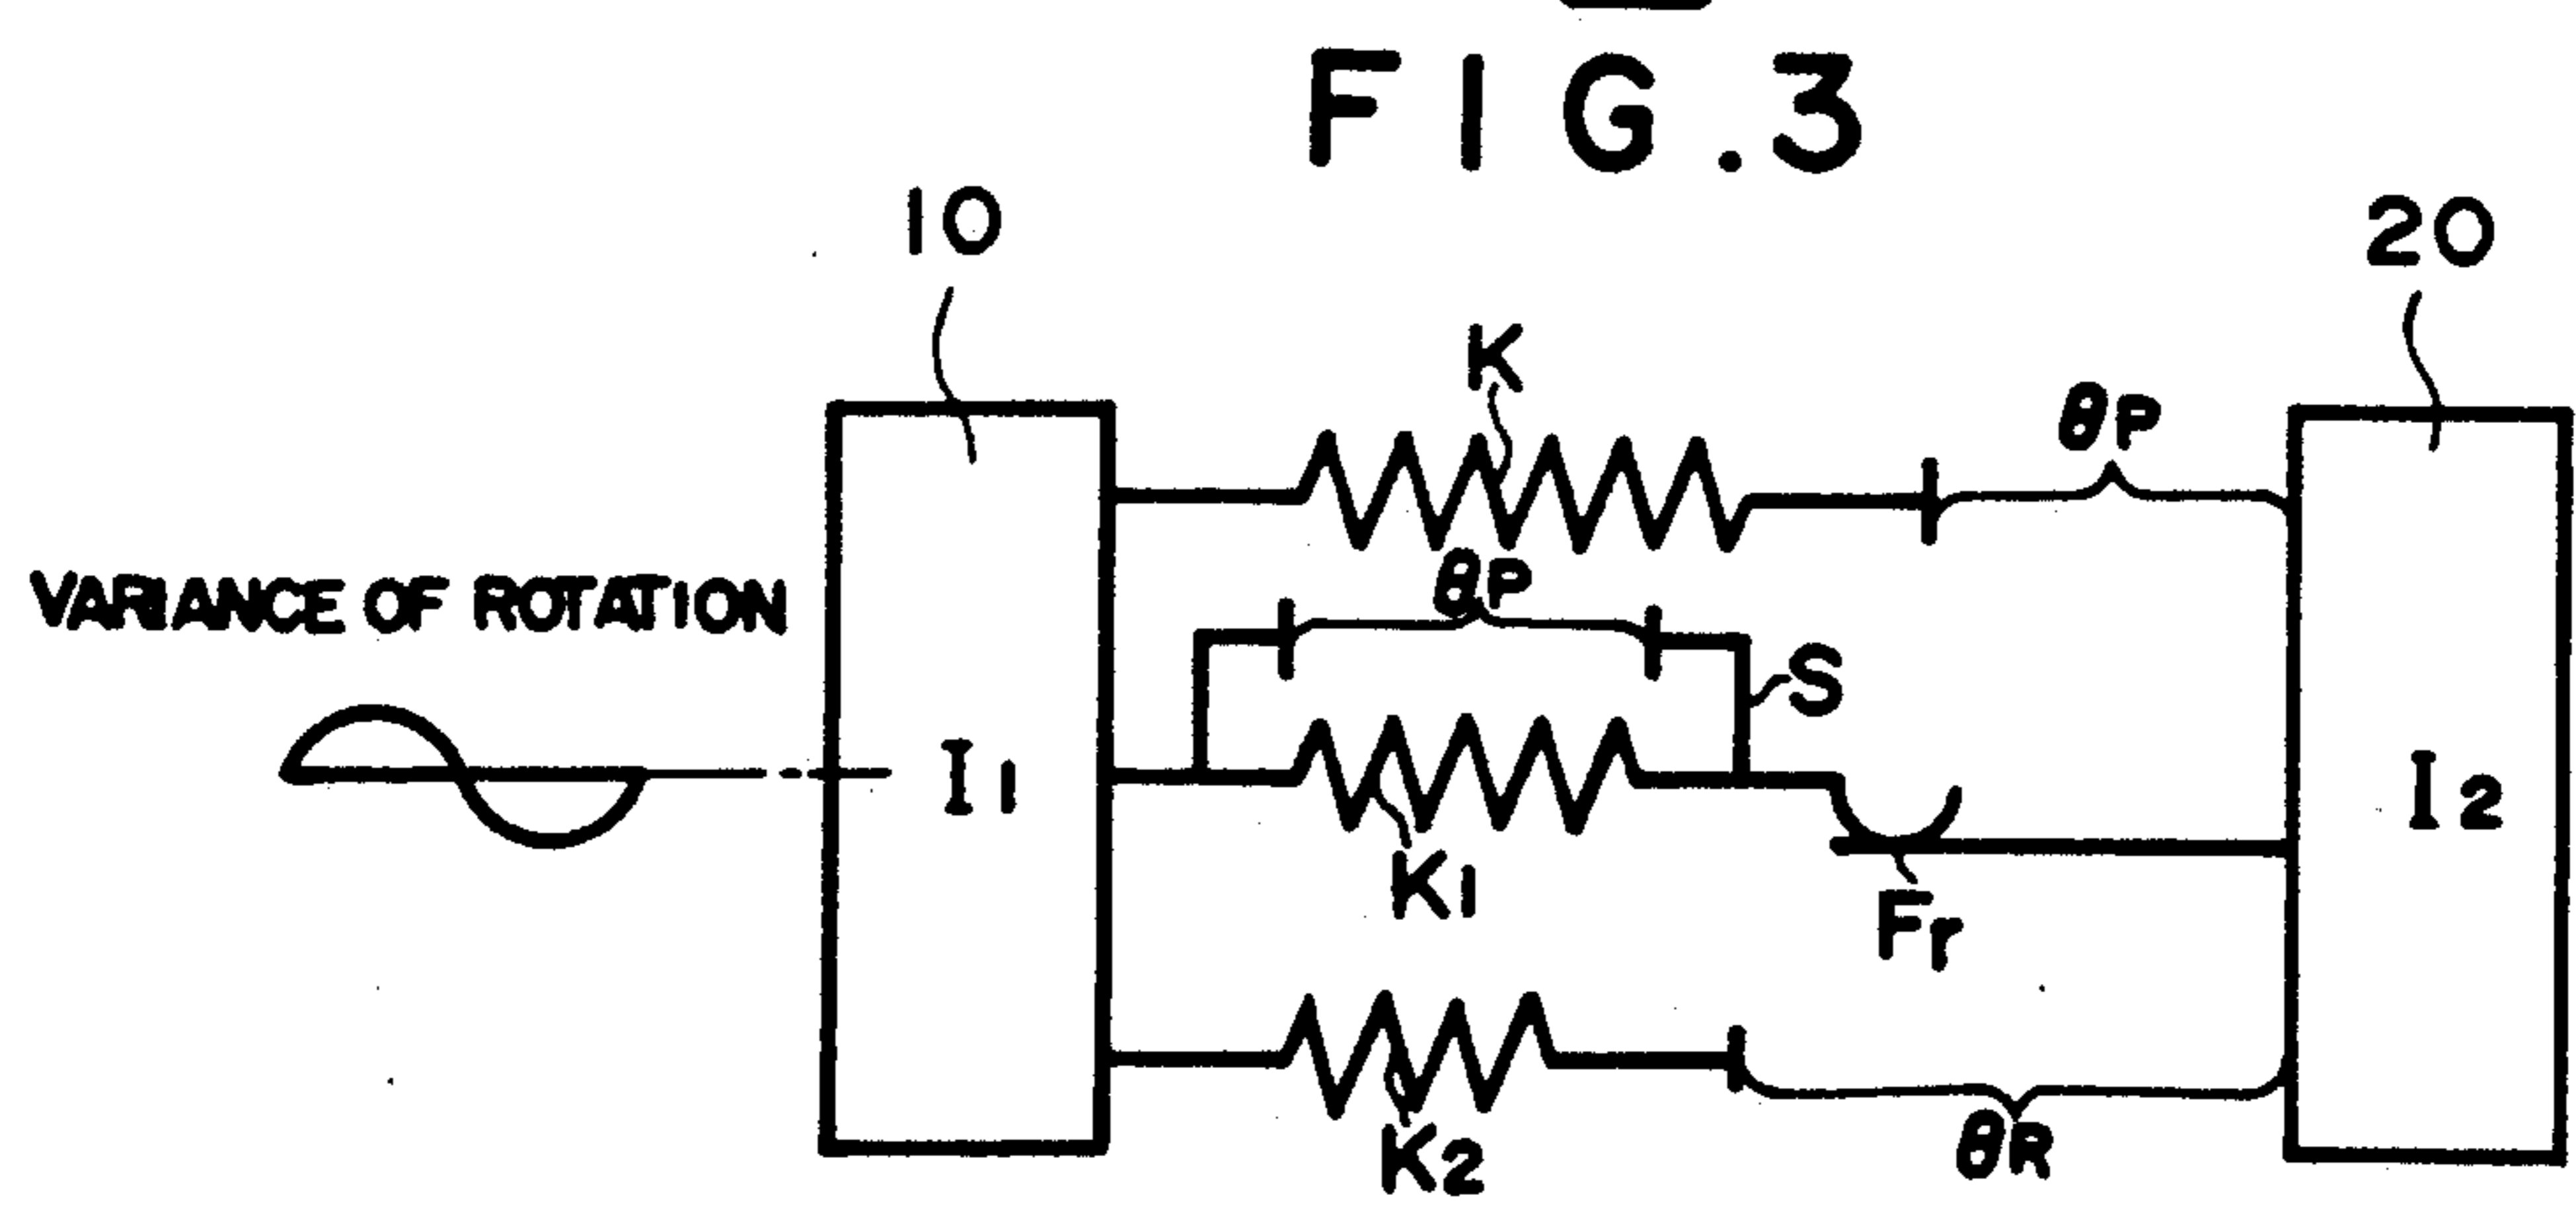 FIG.3
10
20
K
θP
θP
VARIANCE OF ROTATION
S
I1
I2
K1
Fr
K2
θR